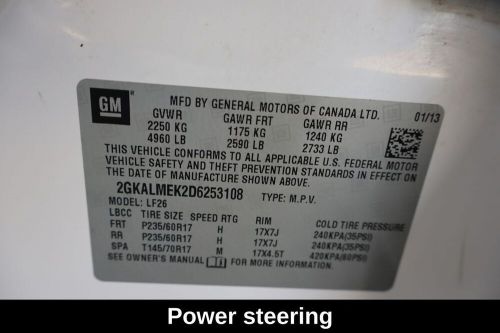 GM
MFD BY GENERAL MOTORS OF CANADA LTD. 01/13
GVWR GAWR FRT GAWR RR
2250 KG 1175 KG 1240 KG
4960 LB 2590 LB 2733 LB
THIS VEHICLE CONFORMS TO ALL APPLICABLE U.S. FEDERAL MOTOR
VEHICLE SAFETY AND THEFT PREVENTION STANDARDS IN EFFECT ON
THE DATE OF MANUFACTURE SHOWN ABOVE.
2GKALMEK2D6253108 TYPE: M.P.V.
MODEL: LF26
LBCC TIRE SIZE SPEED RTG RIM COLD TIRE PRESSURE
FRT P235/60R17 H 17X7J 240KPA(35PSI)
RR P235/60R17 H 17X7J 240KPA(35PSI)
SPA T145/70R17 M 17X4.5T 420KPA(60PSI)
SEE OWNER'S MANUAL FOR MORE INFORMATION.
Power steering